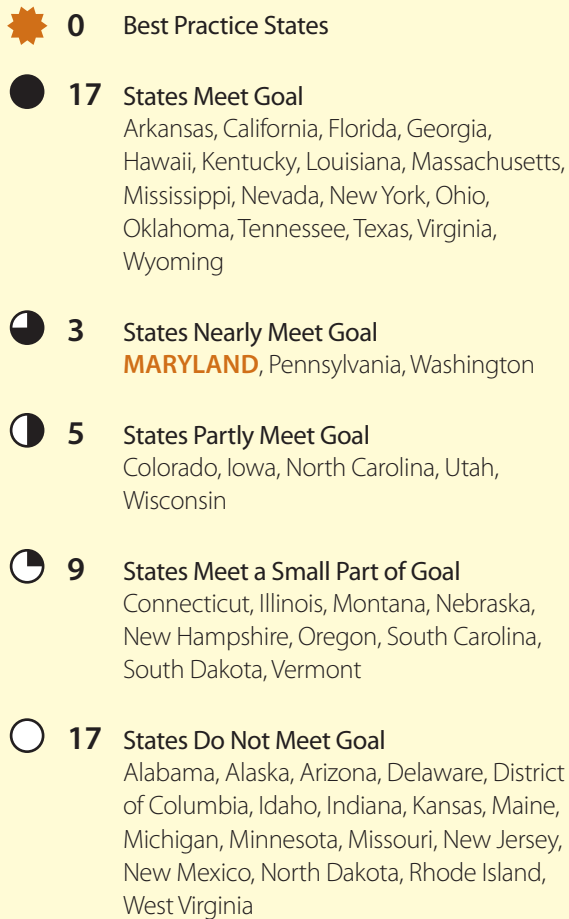 0 Best Practice States
17 States Meet Goal
Arkansas, California, Florida, Georgia,
Hawaii, Kentucky, Louisiana, Massachusetts,
Mississippi, Nevada, New York, Ohio,
Oklahoma, Tennessee, Texas, Virginia,
Wyoming
3 States Nearly Meet Goal
MARYLAND, Pennsylvania, Washington
5 States Partly Meet Goal
Colorado, Iowa, North Carolina, Utah,
Wisconsin
9 States Meet a Small Part of Goal
Connecticut, Illinois, Montana, Nebraska,
New Hampshire, Oregon, South Carolina,
South Dakota, Vermont
17 States Do Not Meet Goal
Alabama, Alaska, Arizona, Delaware, District
of Columbia, Idaho, Indiana, Kansas, Maine,
Michigan, Minnesota, Missouri, New Jersey,
New Mexico, North Dakota, Rhode Island,
West Virginia